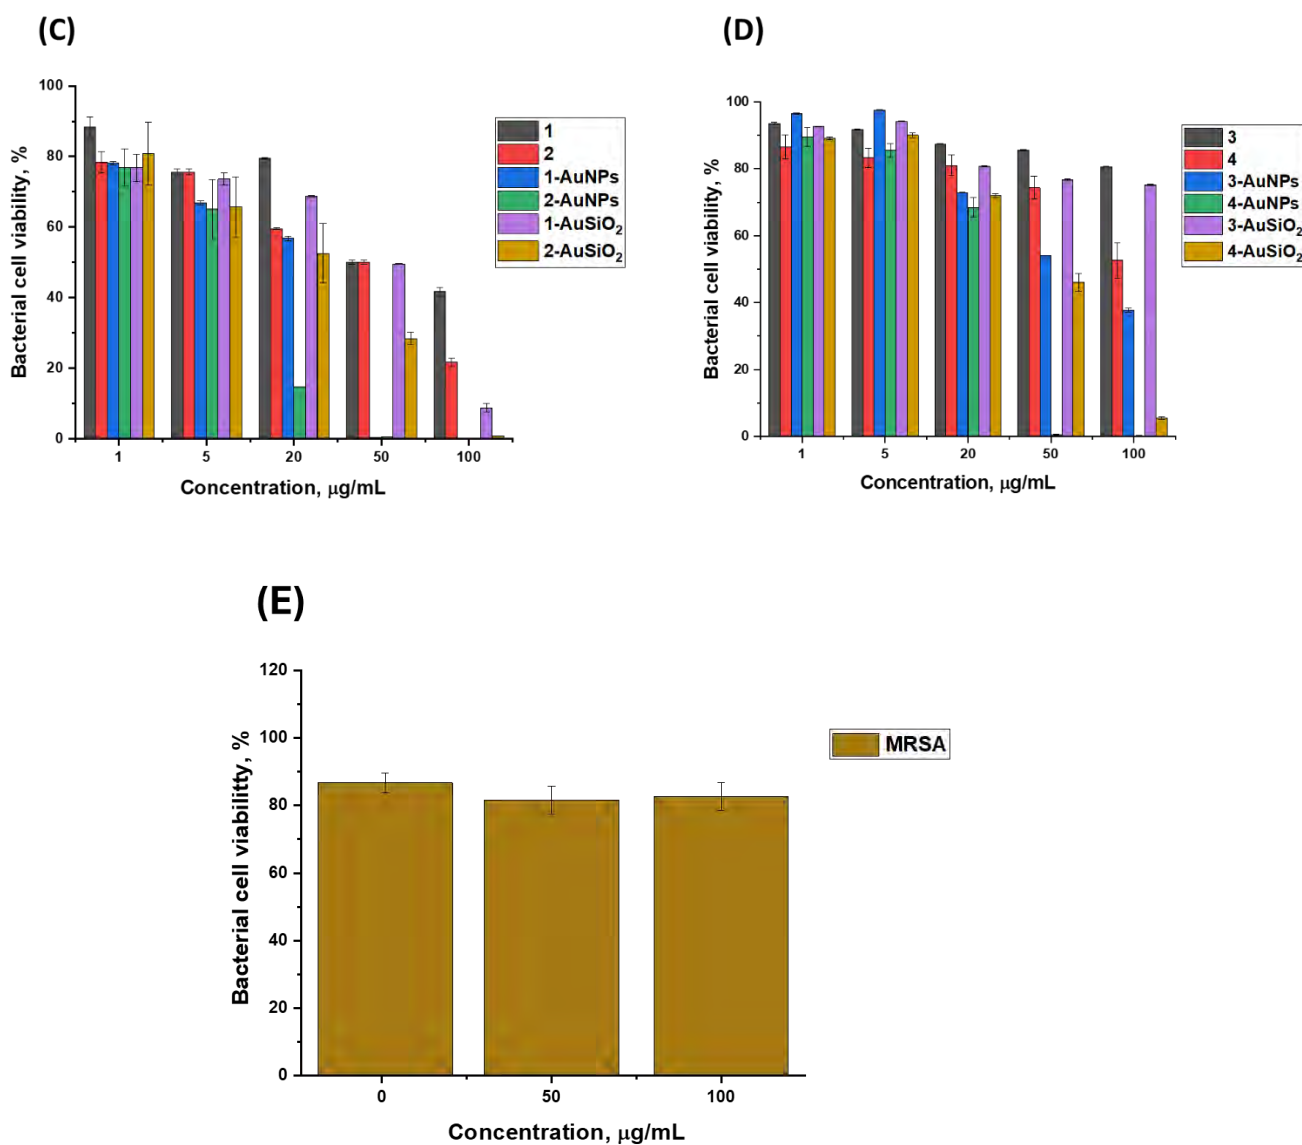 (C)
100
80
60
40
20
0
Bacterial cell viability, %
1 5 20 50 100
Concentration, μg/mL
1
2
1-AuNPs
2-AuNPs
1-AuSiO₂
2-AuSiO₂
(D)
100
80
60
40
20
0
Bacterial cell viability, %
1 5 20 50 100
Concentration, μg/mL
3
4
3-AuNPs
4-AuNPs
3-AuSiO₂
4-AuSiO₂
(E)
120
100
80
60
40
20
0
Bacterial cell viabilitty, %
0 50 100
Concentration, μg/mL
MRSA